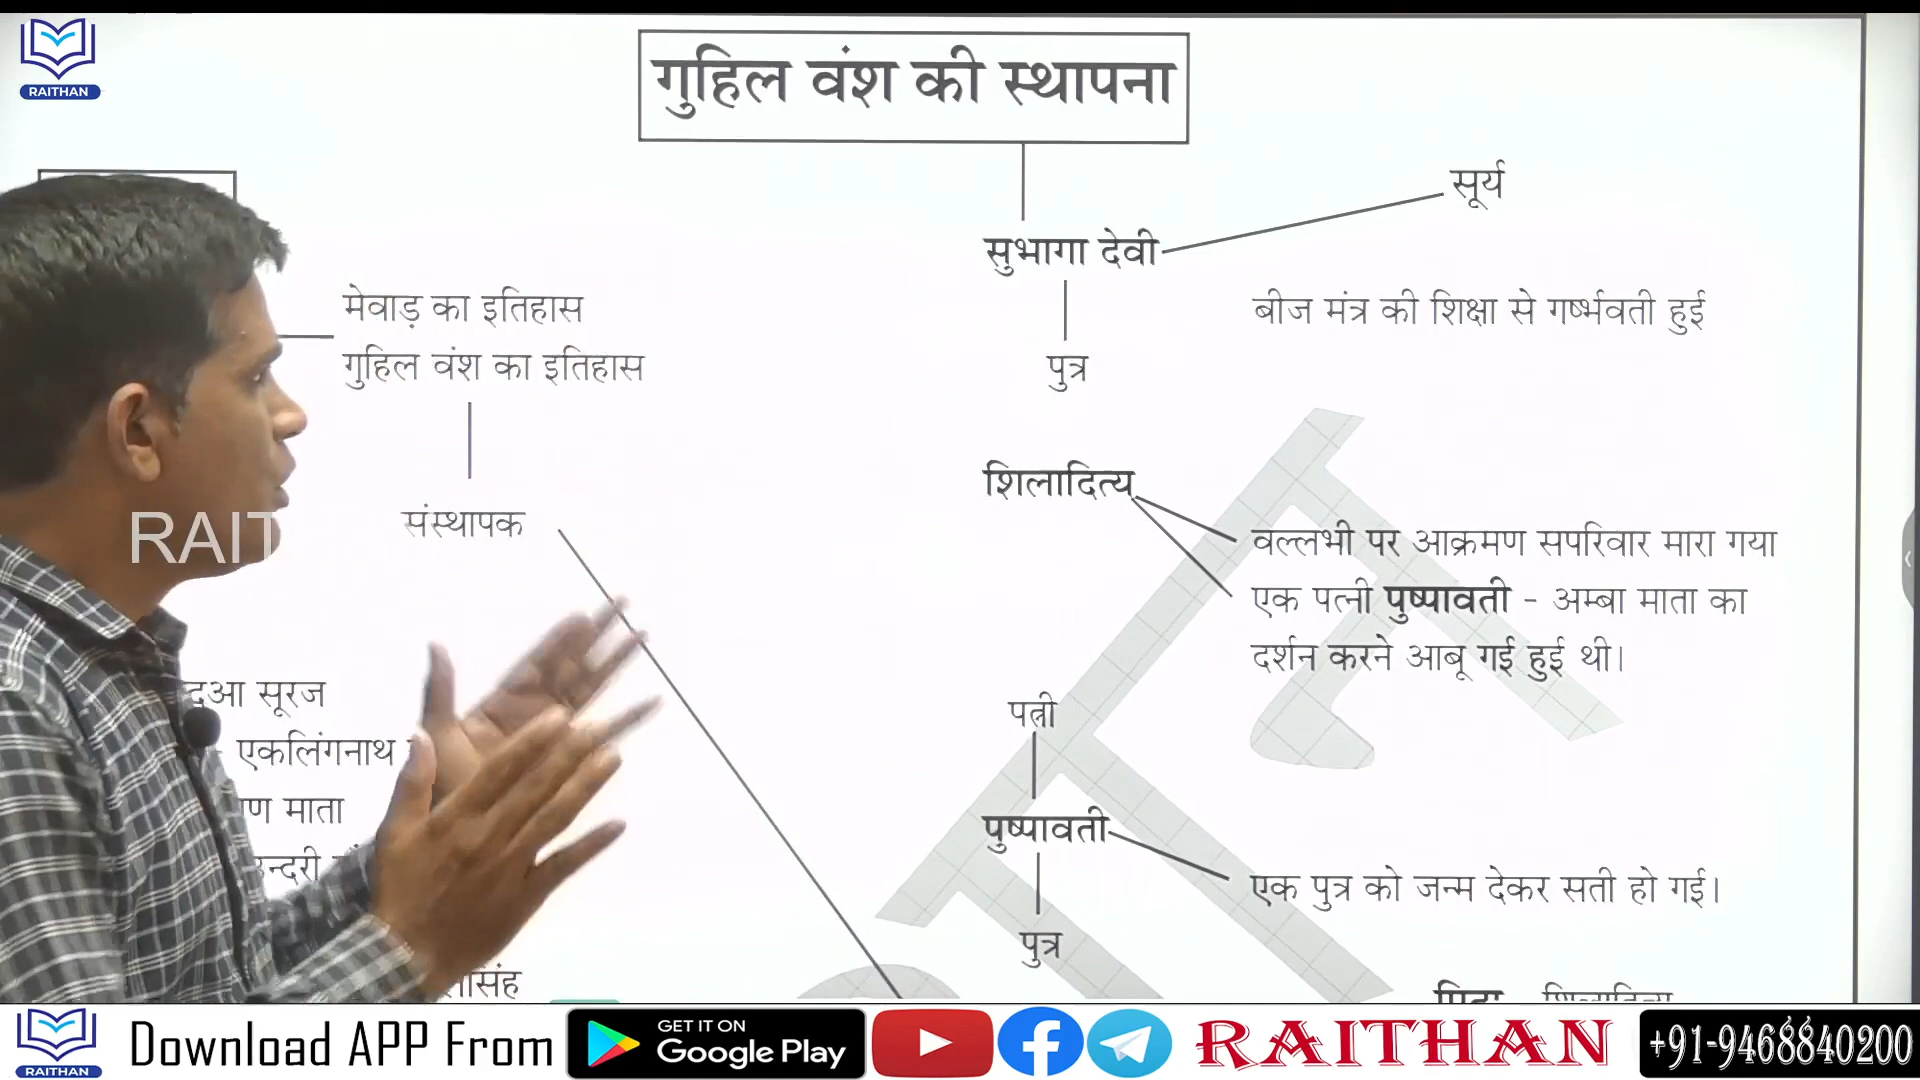 RAITHAN
गुहिल वंश की स्थापना
सूर्य
सुभागा देवी
मेवाड़ का इतिहास
बीज मंत्र की शिक्षा से गर्ष्भवती हुई
गुहिल वंश का इतिहास
पुत्र
शिलादित्य
संस्थापक
RAIT
वल्लभी पर आक्रमण सपरिवार मारा गया
एक पत्नी पुष्पावती - अम्बा माता का
दर्शन करने आबू गई हुई थी।
सूरज
पत्नी
एकलिंगनाथ
माता
पुष्पावती
एक पुत्र को जन्म देकर सती हो गई।
पुत्र
RAITHAN
Download APP From
GET IT ON
Google Play
RAITHAN
+91-9468840200